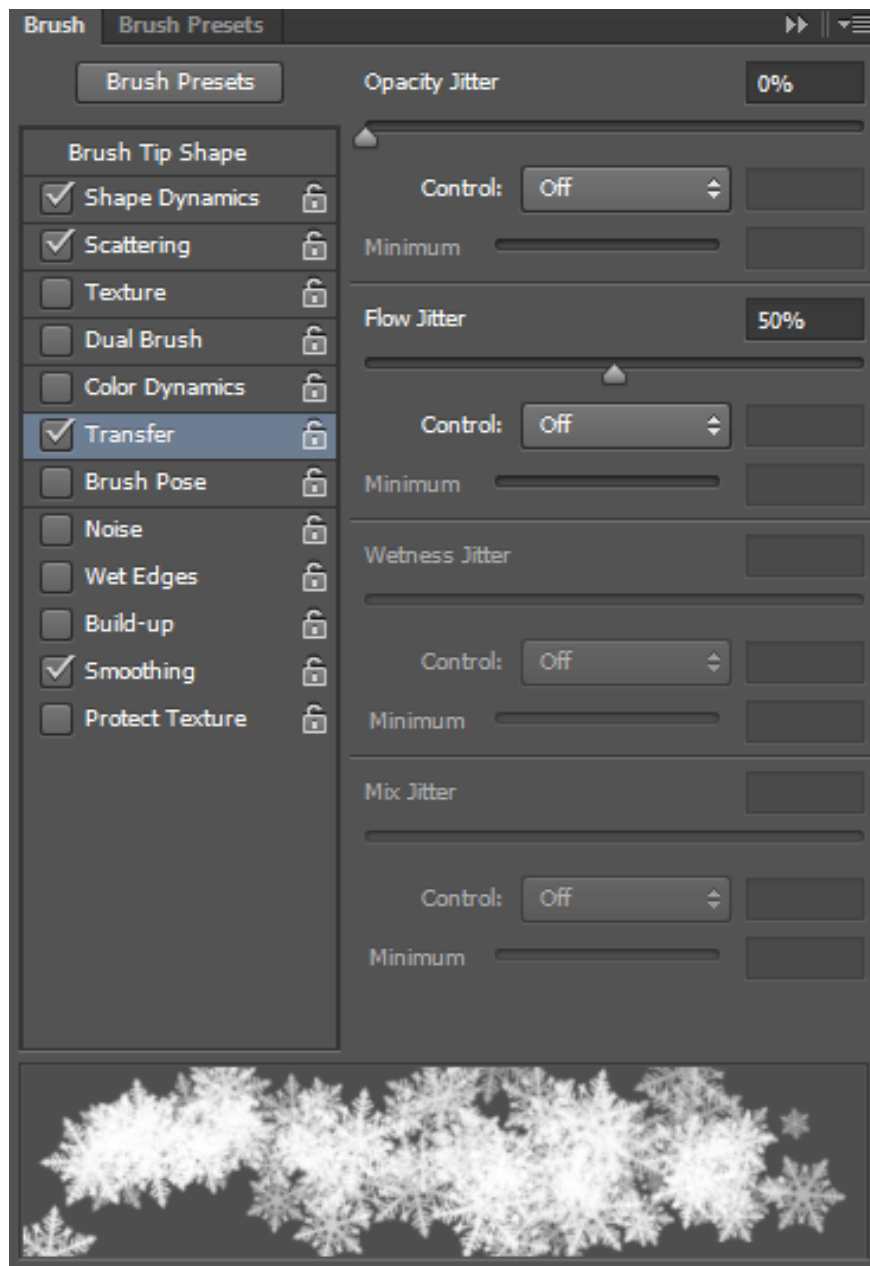 Brush
Brush Presets
Brush Presets
Brush Tip Shape
Shape Dynamics
Scattering
Texture
Dual Brush
Color Dynamics
Transfer
Brush Pose
Noise
Wet Edges
Build-up
Smoothing
Protect Texture
Opacity Jitter 0%
Control: Off
Minimum
Flow Jitter 50%
Control: Off
Minimum
Wetness Jitter
Control: Off
Minimum
Mix Jitter
Control: Off
Minimum